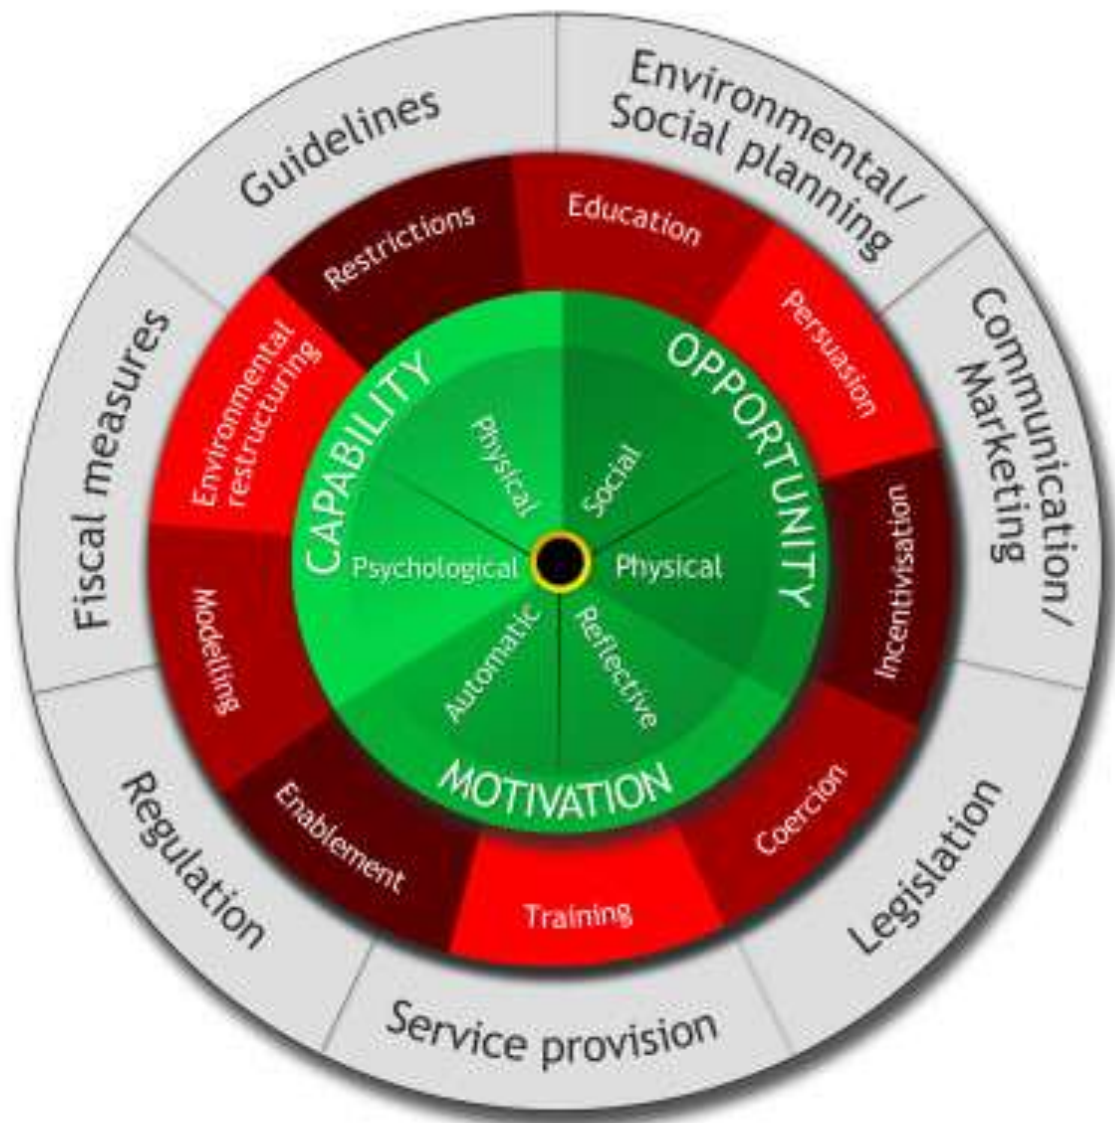 Guidelines
Environmental/
Social planning
Communication/
Marketing
Legislation
Service provision
Regulation
Fiscal measures
Restrictions
Education
Persuasion
Incentivisation
Coercion
Training
Enablement
Modelling
Environmental
restructuring
CAPABILITY
OPPORTUNITY
MOTIVATION
Physical
Social
Physical
Reflective
Automatic
Psychological